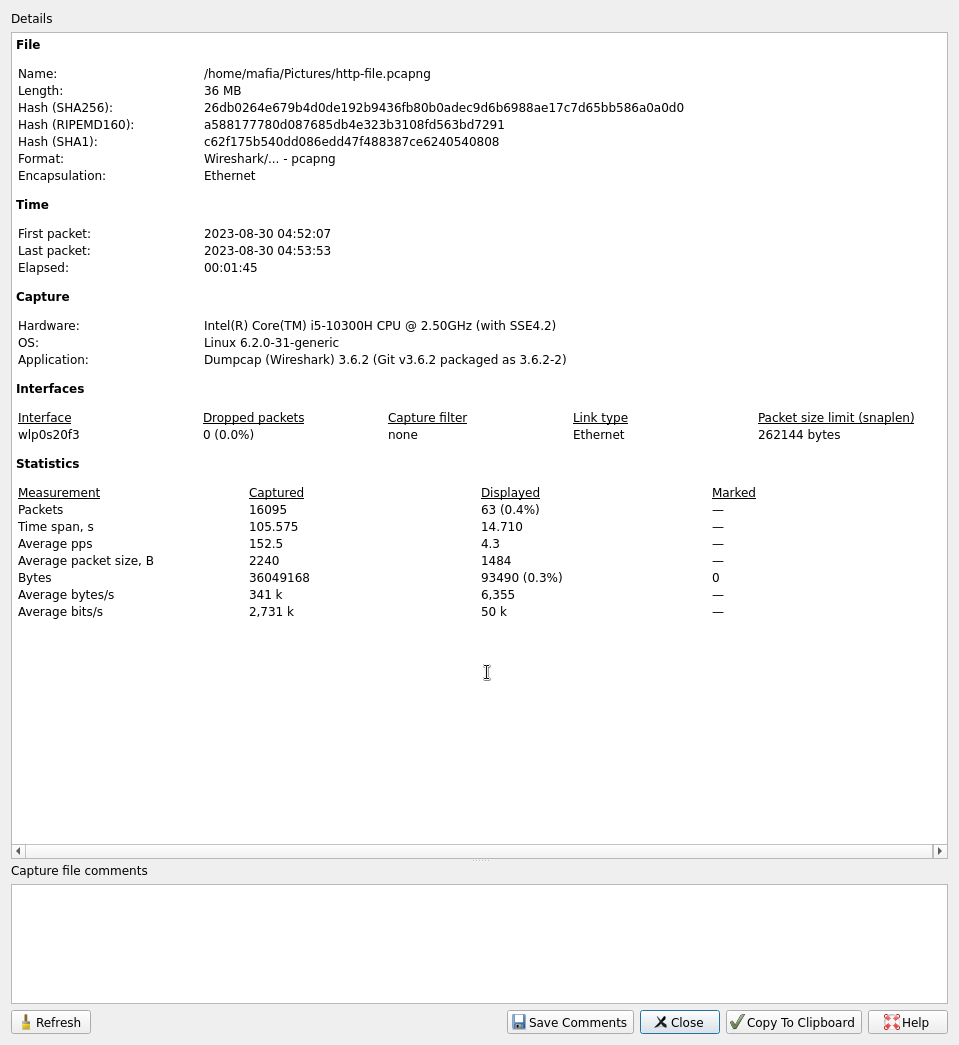 Details
File
Name: /home/mafia/Pictures/http-file.pcapng
Length: 36 MB
Hash (SHA256): 26db0264e679b4d0de192b9436fb80b0adec9d6b6988ae17c7d65bb586a0a0d0
Hash (RIPEMD160): a588177780d087685db4e323b3108fd563bd7291
Hash (SHA1): c62f175b540dd086edd47f488387ce6240540808
Format: Wireshark/... - pcapng
Encapsulation: Ethernet
Time
First packet: 2023-08-30 04:52:07
Last packet: 2023-08-30 04:53:53
Elapsed: 00:01:45
Capture
Hardware: Intel(R) Core(TM) i5-10300H CPU @ 2.50GHz (with SSE4.2)
OS: Linux 6.2.0-31-generic
Application: Dumpcap (Wireshark) 3.6.2 (Git v3.6.2 packaged as 3.6.2-2)
Interfaces
Interface Dropped packets Capture filter Link type Packet size limit (snaplen)
wlp0s20f3 0 (0.0%) none Ethernet 262144 bytes
Statistics
Measurement Captured Displayed Marked
Packets 16095 63 (0.4%) —
Time span, s 105.575 14.710 —
Average pps 152.5 4.3 —
Average packet size, B 2240 1484 —
Bytes 36049168 93490 (0.3%) 0
Average bytes/s 341 k 6,355 —
Average bits/s 2,731 k 50 k —
Capture file comments
Refresh Save Comments Close Copy To Clipboard Help